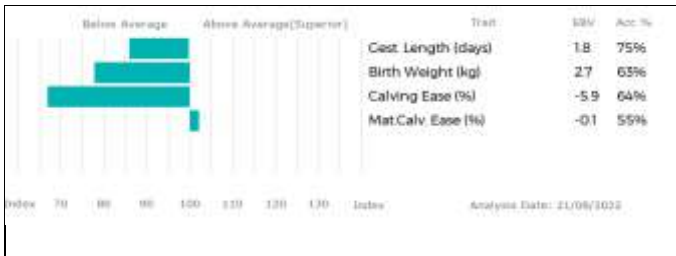 Below Average Above Average(Superior) Trait EBV Acc %
Gest. Length (days) 1.8 75%
Birth Weight (kg) 2.7 63%
Calving Ease (%) -5.9 64%
Mat.Calv. Ease (%) -0.1 55%
Index 70 80 90 100 110 120 130 Index Analysis Date: 21/09/2022